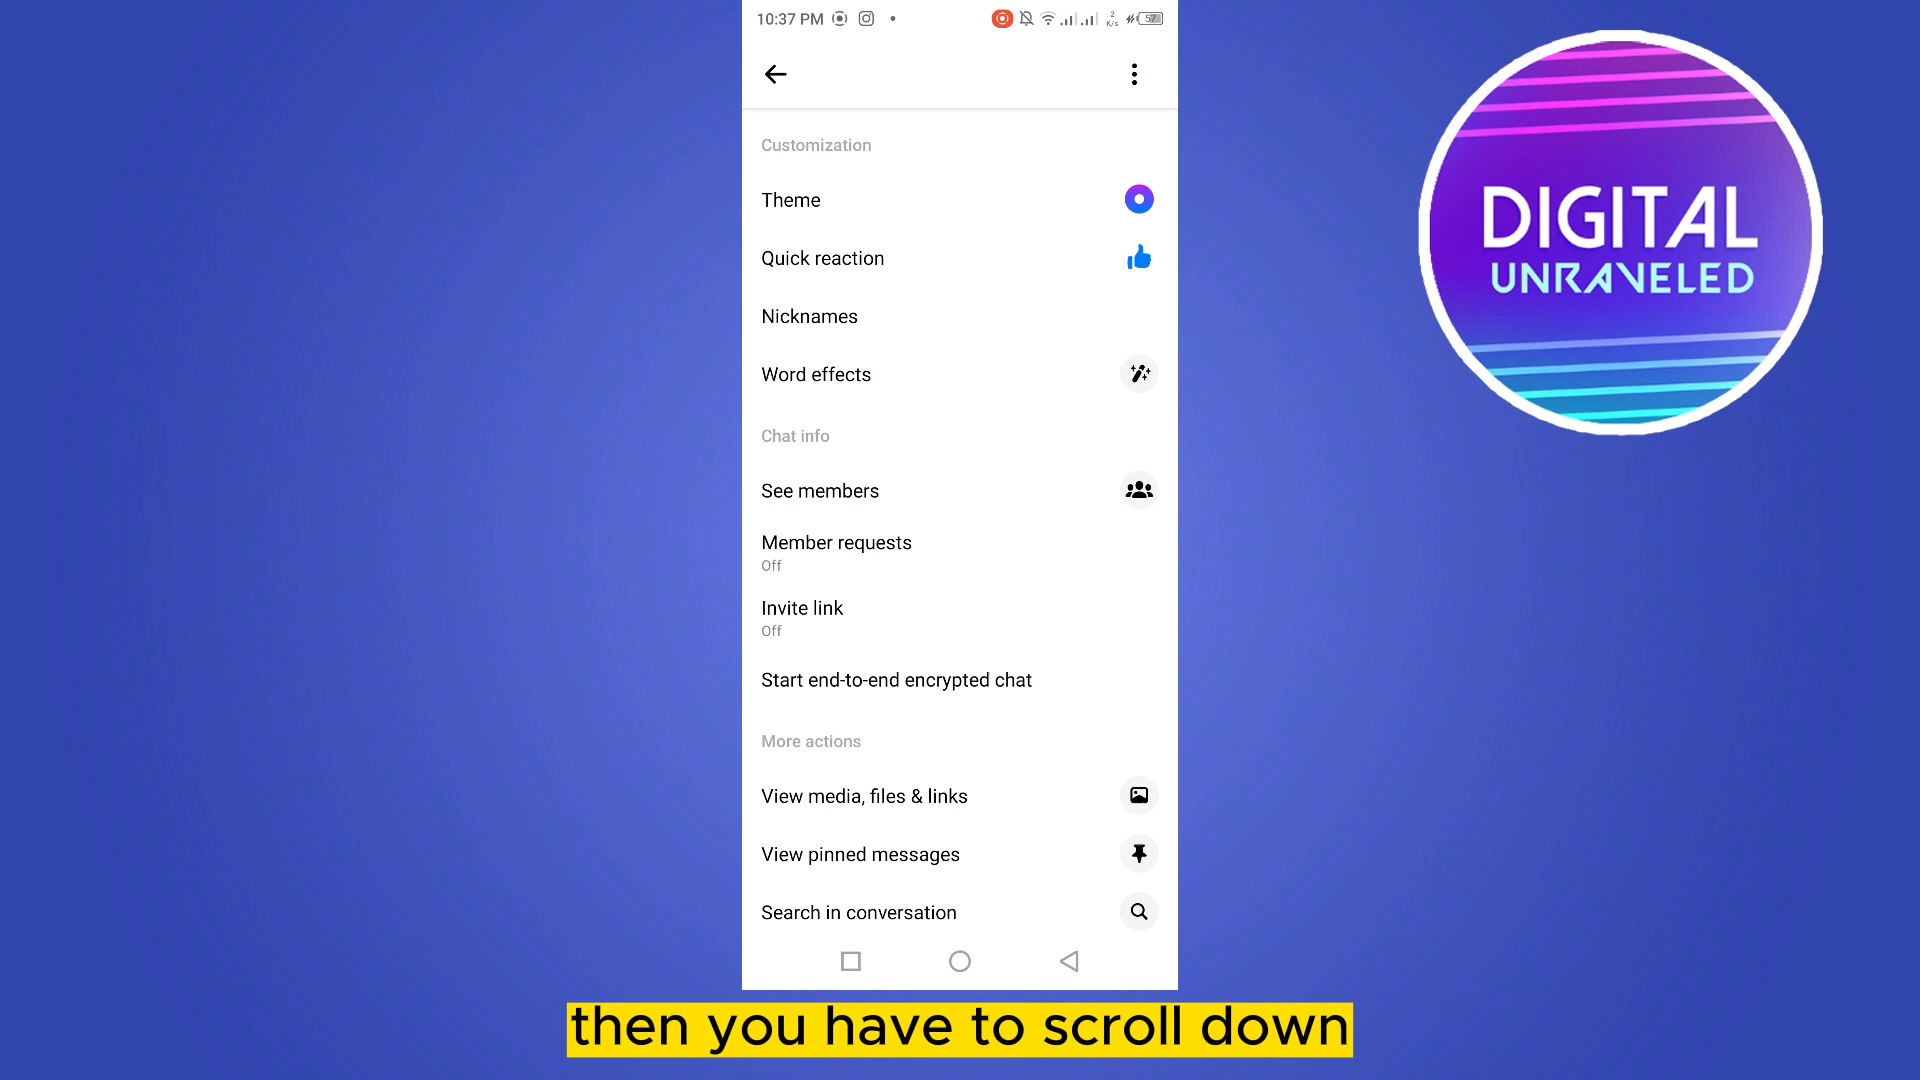 10:37 PM
2
K/s
57
Customization
Theme
Quick reaction
Nicknames
Word effects
Chat info
See members
Member requests
Off
Invite link
Off
Start end-to-end encrypted chat
More actions
View media, files & links
View pinned messages
Search in conversation
DIGITAL
UNRAVELED
then you have to scroll down